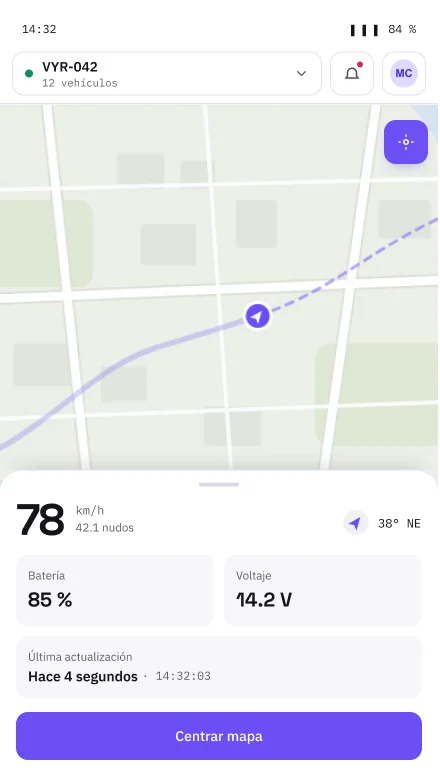 14:32
84 %
VYR-042
12 vehículos
MC
78
km/h
42.1 nudos
38° NE
Batería
85 %
Voltaje
14.2 V
Última actualización
Hace 4 segundos · 14:32:03
Centrar mapa